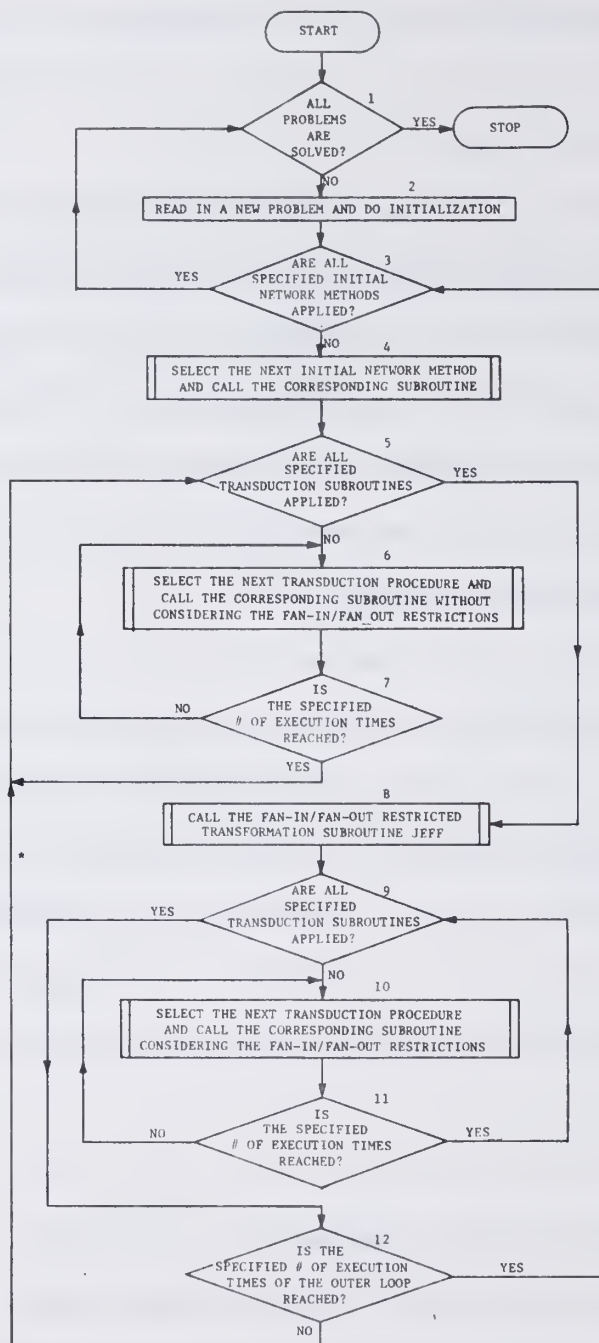 START
1
ALL
PROBLEMS
ARE
SOLVED?
YES
STOP
NO
2
READ IN A NEW PROBLEM AND DO INITIALIZATION
3
YES
ARE ALL
SPECIFIED INITIAL
NETWORK METHODS
APPLIED?
NO
4
SELECT THE NEXT INITIAL NETWORK METHOD
AND CALL THE CORRESPONDING SUBROUTINE
5
ARE ALL
SPECIFIED
TRANSDUCTION SUBROUTINES
APPLIED?
YES
NO
6
SELECT THE NEXT TRANSDUCTION PROCEDURE AND
CALL THE CORRESPONDING SUBROUTINE WITHOUT
CONSIDERING THE FAN-IN/FAN_OUT RESTRICTIONS
7
IS
THE SPECIFIED
# OF EXECUTION TIMES
REACHED?
NO
YES
8
CALL THE FAN-IN/FAN-OUT RESTRICTED
TRANSFORMATION SUBROUTINE JEFF
*
9
ARE ALL
SPECIFIED
TRANSDUCTION SUBROUTINES
APPLIED?
YES
NO
10
SELECT THE NEXT TRANSDUCTION PROCEDURE
AND CALL THE CORRESPONDING SUBROUTINE
CONSIDERING THE FAN-IN/FAN-OUT RESTRICTIONS
11
IS
THE SPECIFIED
# OF EXECUTION TIMES
REACHED?
NO
YES
12
IS THE
SPECIFIED # OF EXECUTION
TIMES OF THE OUTER LOOP
REACHED?
YES
NO